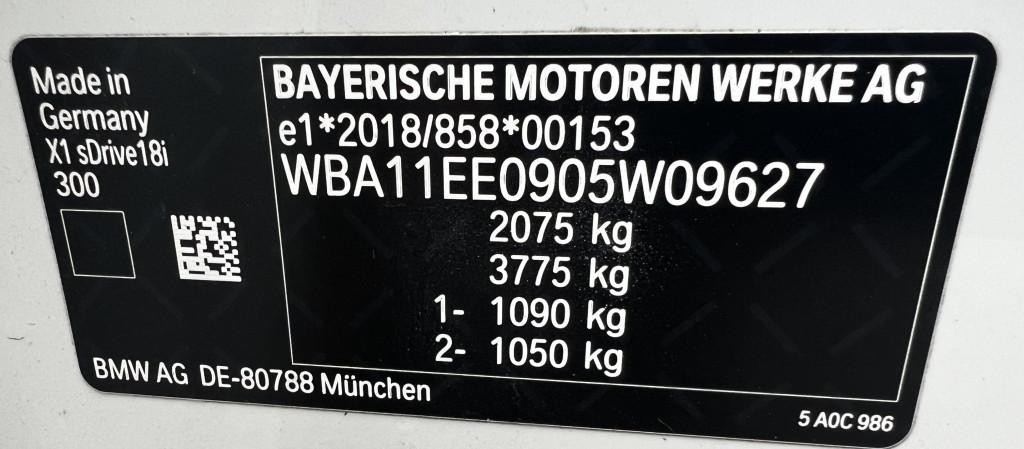 Made in
Germany
X1 sDrive18i
300
BAYERISCHE MOTOREN WERKE AG
e1*2018/858*00153
WBA11EE0905W09627
2075 kg
3775 kg
1- 1090 kg
2- 1050 kg
BMW AG DE-80788 München
5 A0C 986